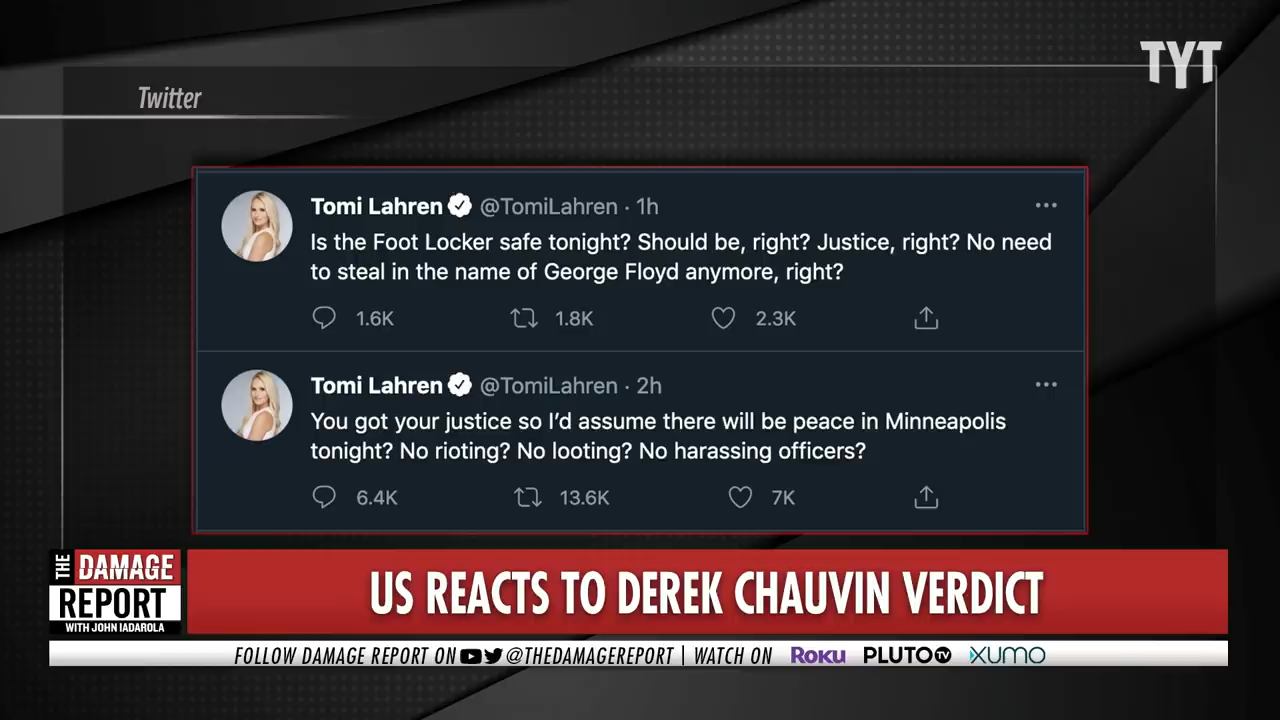 TYT
Twitter
Tomi Lahren @TomiLahren · 1h
Is the Foot Locker safe tonight? Should be, right? Justice, right? No need
to steal in the name of George Floyd anymore, right?
1.6K 1.8K 2.3K
Tomi Lahren @TomiLahren · 2h
You got your justice so I’d assume there will be peace in Minneapolis
tonight? No rioting? No looting? No harassing officers?
6.4K 13.6K 7K
THE DAMAGE
REPORT
WITH JOHN IADAROLA
US REACTS TO DEREK CHAUVIN VERDICT
FOLLOW DAMAGE REPORT ON @THEDAMAGEREPORT | WATCH ON Roku PLUTO TV XUMO